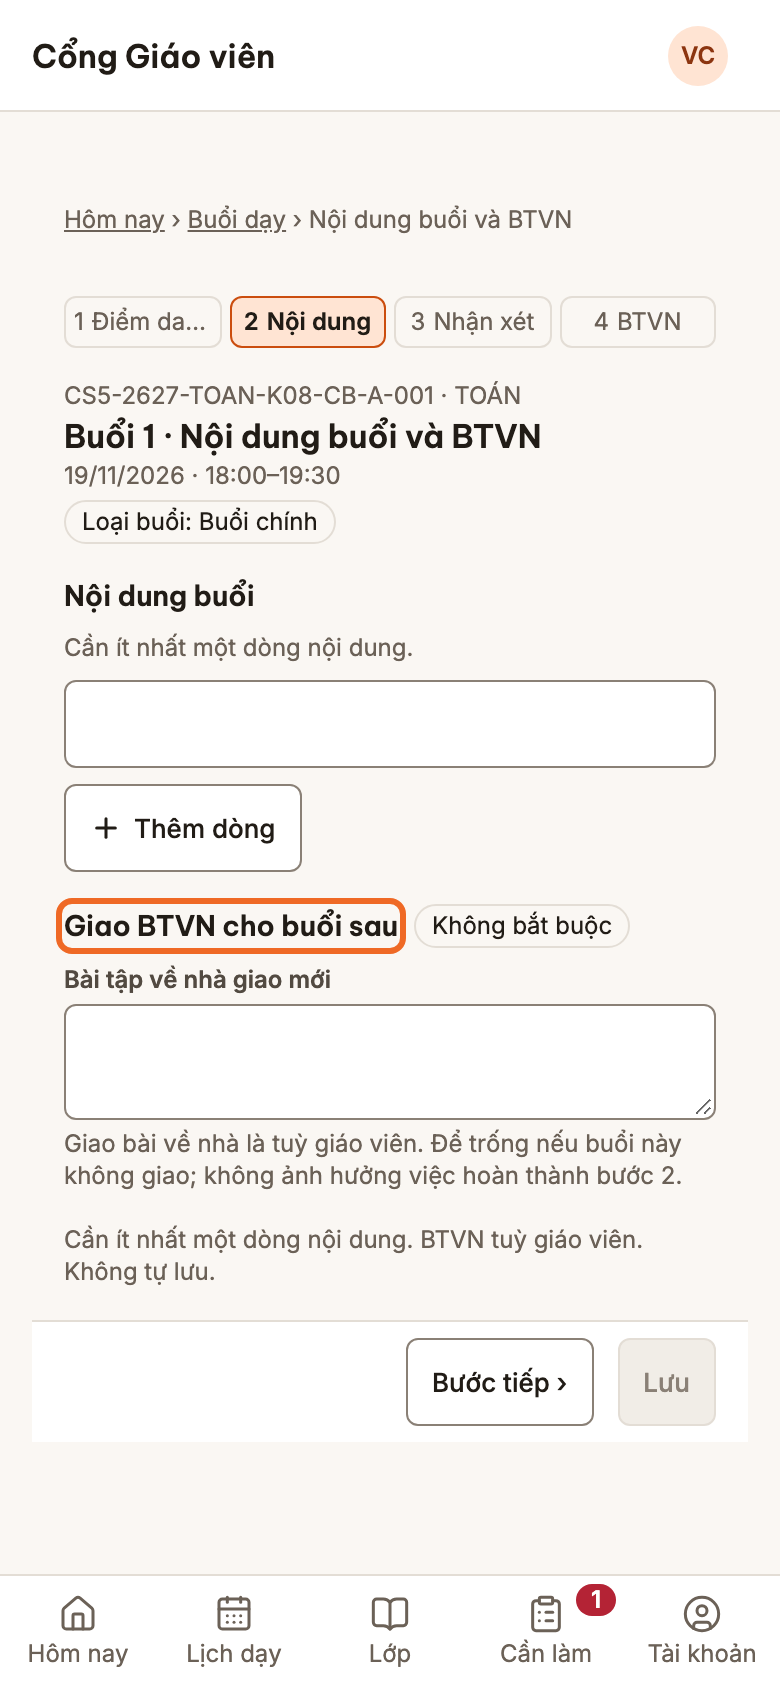 Cổng Giáo viên
VC
Hôm nay › Buổi dạy › Nội dung buổi và BTVN
1 Điểm da...
2 Nội dung
3 Nhận xét
4 BTVN
CS5-2627-TOAN-K08-CB-A-001 · TOÁN
Buổi 1 · Nội dung buổi và BTVN
19/11/2026 · 18:00–19:30
Loại buổi: Buổi chính
Nội dung buổi
Cần ít nhất một dòng nội dung.
+ Thêm dòng
Giao BTVN cho buổi sau
Không bắt buộc
Bài tập về nhà giao mới
Giao bài về nhà là tuỳ giáo viên. Để trống nếu buổi này
không giao; không ảnh hưởng việc hoàn thành bước 2.
Cần ít nhất một dòng nội dung. BTVN tuỳ giáo viên.
Không tự lưu.
Bước tiếp ›
Lưu
1
Hôm nay
Lịch dạy
Lớp
Cần làm
Tài khoản